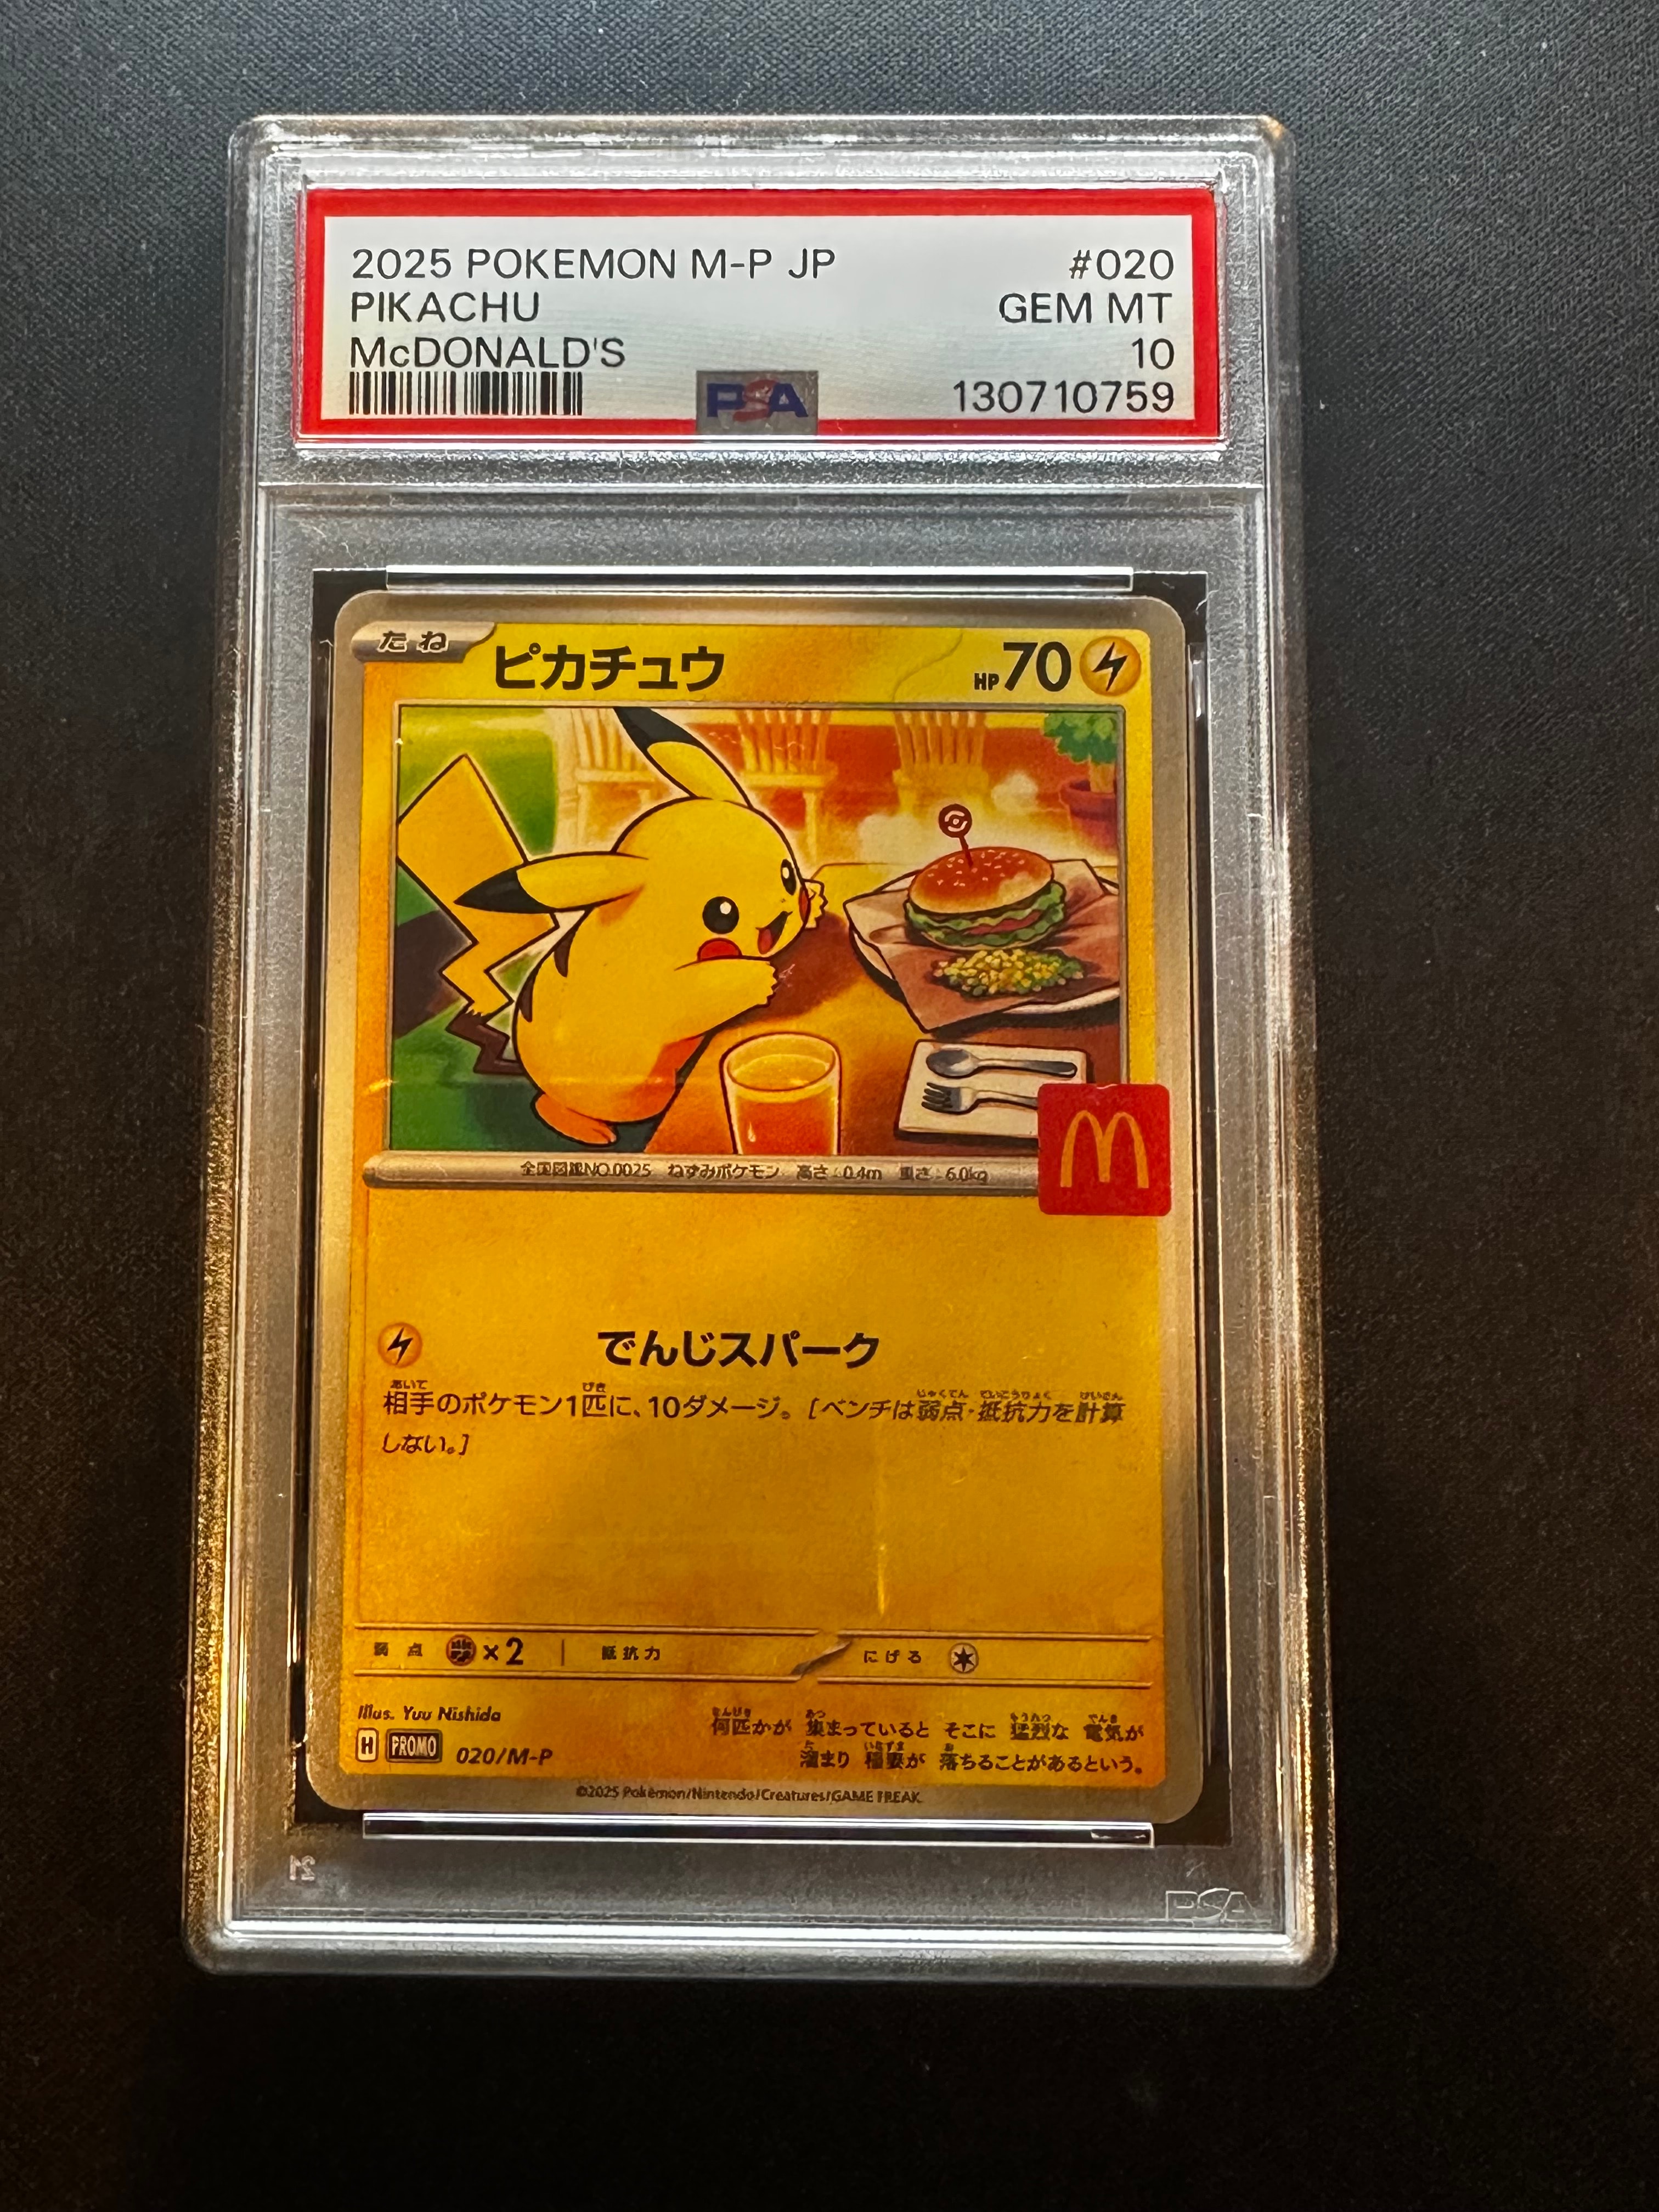 2025 POKEMON M-P JP #020
PIKACHU GEM MT
McDONALD'S 10
PSA 130710759
たね ピカチュウ HP70
全国図鑑NO.0025 ねずみポケモン 高さ:0.4m 重さ:6.0kg
でんじスパーク
相手のポケモン1匹に、10ダメージ。[ベンチは弱点・抵抗力を計算
しない。]
弱点 ×2 抵抗力 にげる
Illus. Yuu Nishida
何匹かが 集まっていると そこに 猛烈な 電気が
H PROMO 020/M-P
溜まり 稲妻が 落ちることがあるという。
©2025 Pokémon/Nintendo/Creatures/GAME FREAK
21
PSA